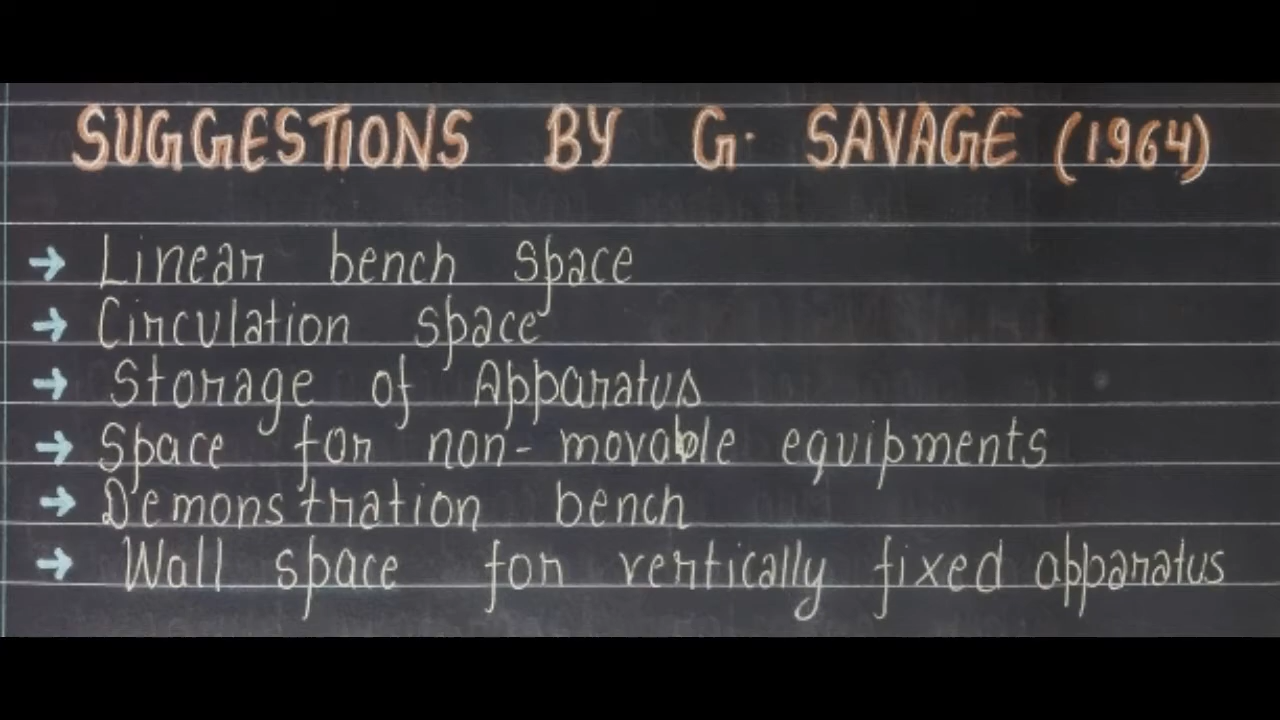 SUGGESTIONS BY G. SAVAGE (1964)
→ Linear bench space
→ Circulation space
→ Storage of Apparatus
→ Space for non-movable equipments
→ Demonstration bench
→ Wall space for vertically fixed apparatus